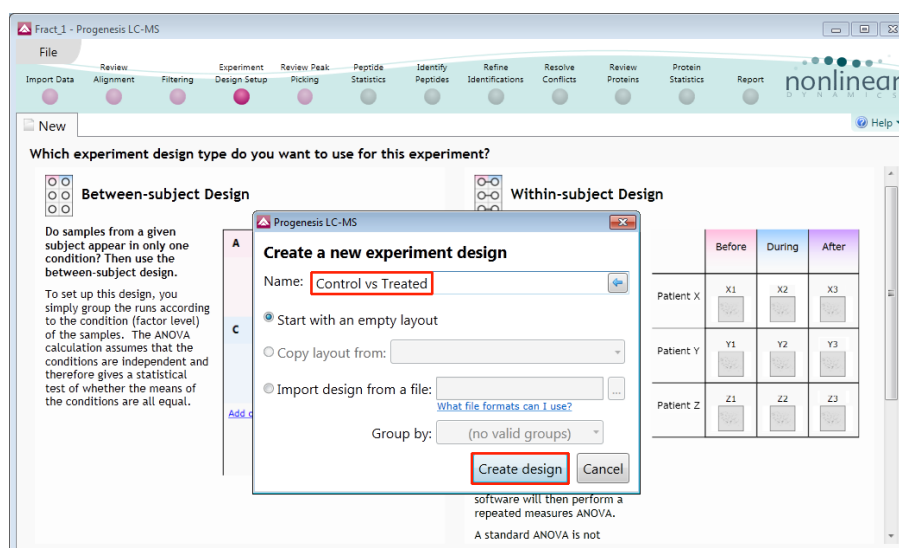 Fract_1 - Progenesis LC-MS
File
Import Data
Review Alignment
Filtering
Experiment Design Setup
Review Peak Picking
Peptide Statistics
Identify Peptides
Refine Identifications
Resolve Conflicts
Review Proteins
Protein Statistics
Report
nonlinear
DYNAMICS
New
Help
Which experiment design type do you want to use for this experiment?
Between-subject Design
Do samples from a given
subject appear in only one
condition? Then use the
between-subject design.
To set up this design, you
simply group the runs according
to the condition (factor level)
of the samples. The ANOVA
calculation assumes that the
conditions are independent and
therefore gives a statistical
test of whether the means of
the conditions are all equal.
A
C
Add
Within-subject Design
Before During After
Patient X X1 X2 X3
Patient Y Y1 Y2 Y3
Patient Z Z1 Z2 Z3
software will then perform a
repeated measures ANOVA.
A standard ANOVA is not
Progenesis LC-MS
Create a new experiment design
Name: Control vs Treated
Start with an empty layout
Copy layout from:
Import design from a file: ...
What file formats can I use?
Group by: (no valid groups)
Create design Cancel